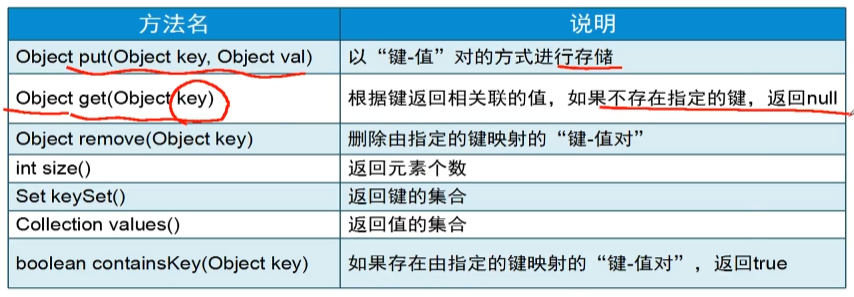 方法名 说明
Object put(Object key, Object val) 以“键-值”对的方式进行存储
Object get(Object key) 根据键返回相关联的值，如果不存在指定的键，返回null
Object remove(Object key) 删除由指定的键映射的“键-值对”
int size() 返回元素个数
Set keySet() 返回键的集合
Collection values() 返回值的集合
boolean containsKey(Object key) 如果存在由指定的键映射的“键-值对”，返回true